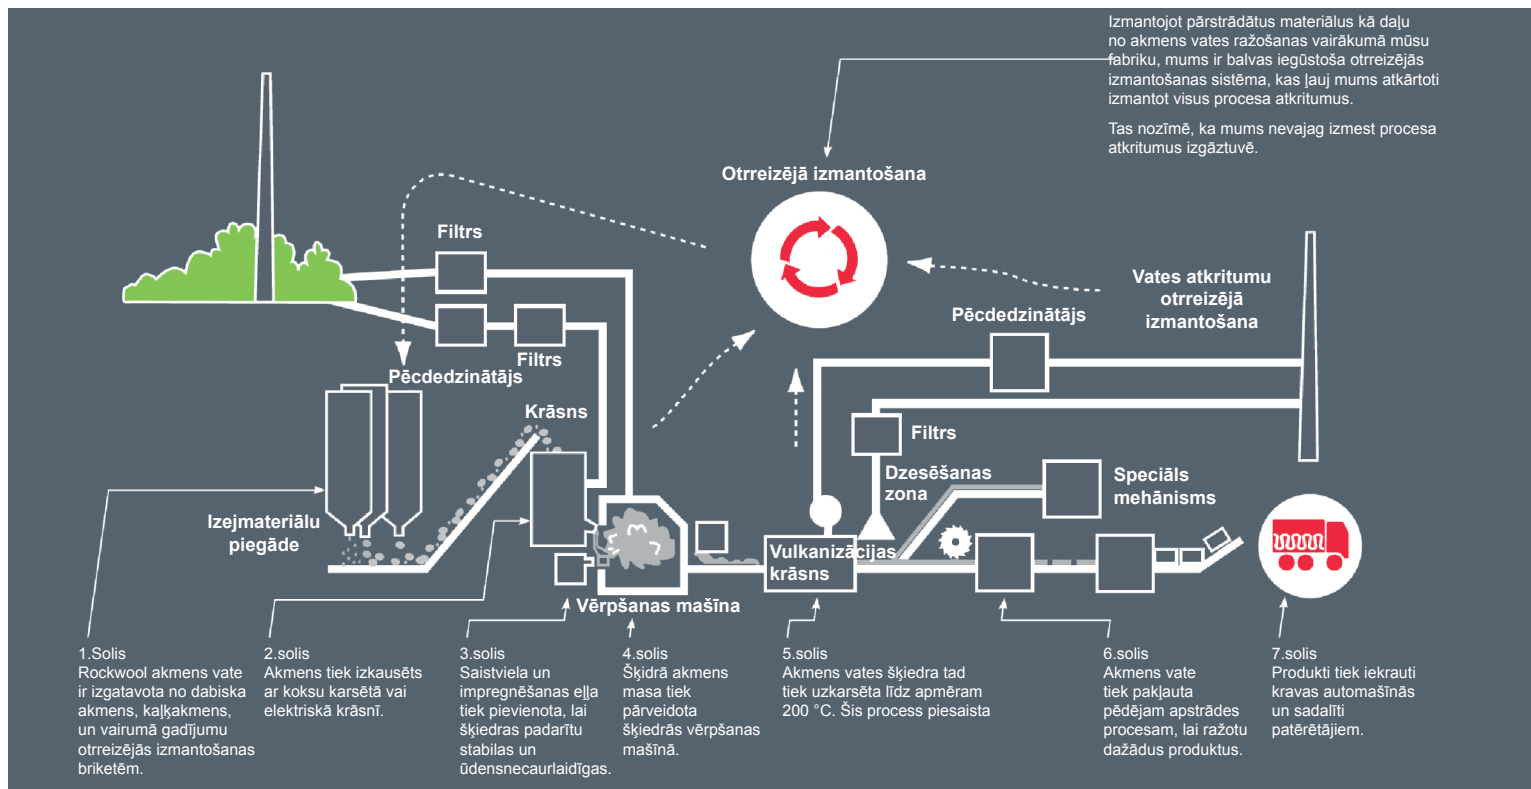 Izmantojot pārstrādātus materiālus kā daļu
no akmens vates ražošanas vairākumā mūsu
fabriku, mums ir balvas iegūstoša otrreizējās
izmantošanas sistēma, kas ļauj mums atkārtoti
izmantot visus procesa atkritumus.
Tas nozīmē, ka mums nevajag izmest procesa
atkritumus izgāztuvē.
Otrreizējā izmantošana
Filtrs
Filtrs
Pēcdedzinātājs
Vates atkritumu
otrreizējā
izmantošana
Pēcdedzinātājs
Krāsns
Filtrs
Dzesēšanas
zona
Speciāls
mehānisms
Izejmateriālu
piegāde
Vulkanizācijas
krāsns
Vērpšanas mašīna
1.Solis
Rockwool akmens vate
ir izgatavota no dabiska
akmens, kaļķakmens,
un vairumā gadījumu
otrreizējās izmantošanas
briketēm.
2.solis
Akmens tiek izkausēts
ar koksu karsētā vai
elektriskā krāsnī.
3.solis
Saistviela un
impregnēšanas eļļa
tiek pievienota, lai
šķiedras padarītu
stabilas un
ūdensnecaurlaidīgas.
4.solis
Šķidrā akmens
masa tiek
pārveidota
šķiedrās vērpšanas
mašīnā.
5.solis
Akmens vates šķiedra tad
tiek uzkarsēta līdz apmēram
200 °C. Šis process piesaista
6.solis
Akmens vate
tiek pakļauta
pēdējam apstrādes
procesam, lai ražotu
dažādus produktus.
7.solis
Produkti tiek iekrauti
kravas automašīnās
un sadalīti
patērētājiem.